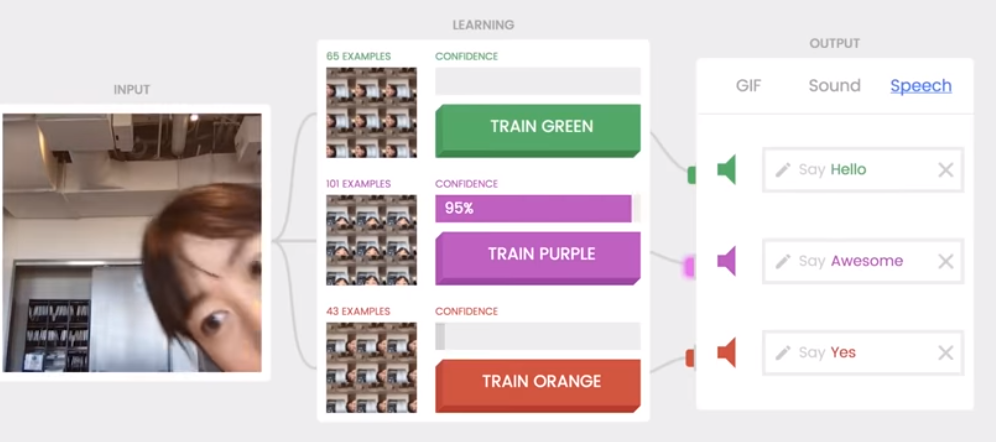 INPUT
LEARNING
65 EXAMPLES
CONFIDENCE
TRAIN GREEN
101 EXAMPLES
CONFIDENCE
95%
TRAIN PURPLE
43 EXAMPLES
CONFIDENCE
TRAIN ORANGE
OUTPUT
GIF Sound Speech
Say Hello
Say Awesome
Say Yes